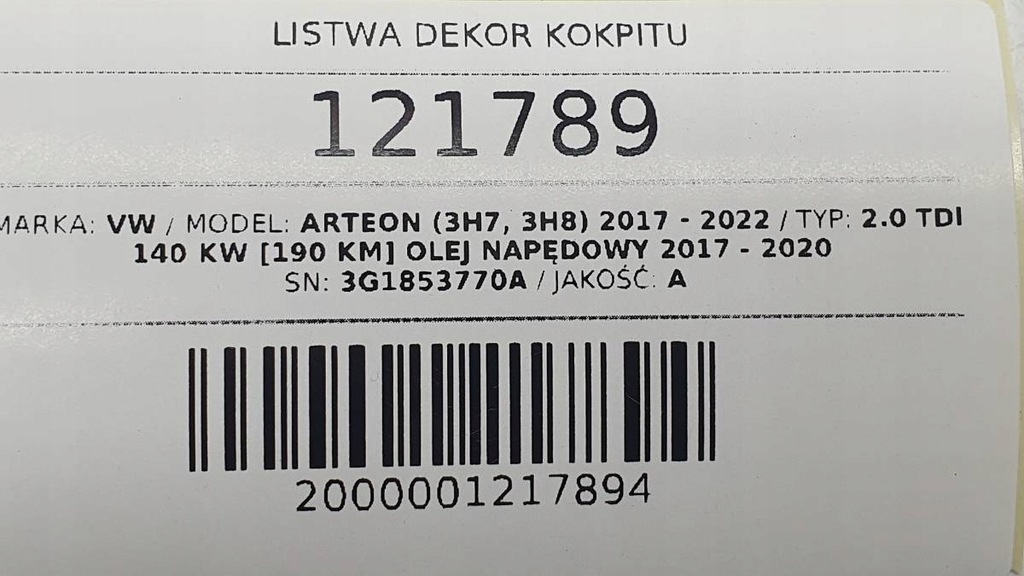 LISTWA DEKOR KOKPITU
121789
MARKA: VW / MODEL: ARTEON (3H7, 3H8) 2017 - 2022 / TYP: 2.0 TDI
140 KW [190 KM] OLEJ NAPĘDOWY 2017 - 2020
SN: 3G1853770A / JAKOŚĆ: A
2000001217894